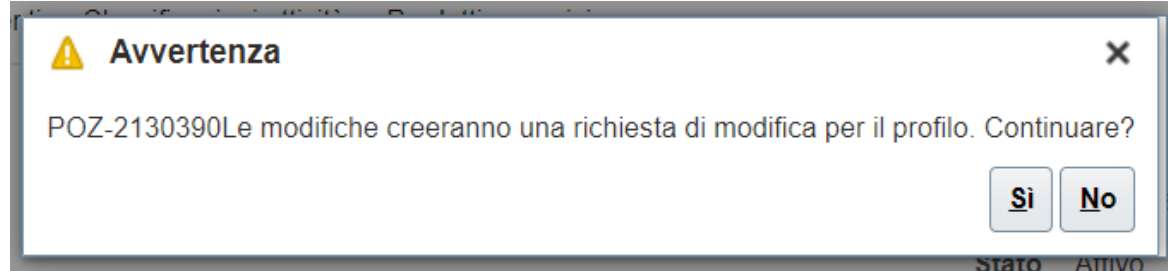 Avvertenza
POZ-2130390Le modifiche creeranno una richiesta di modifica per il profilo. Continuare?
Sì No
Stato Attivo